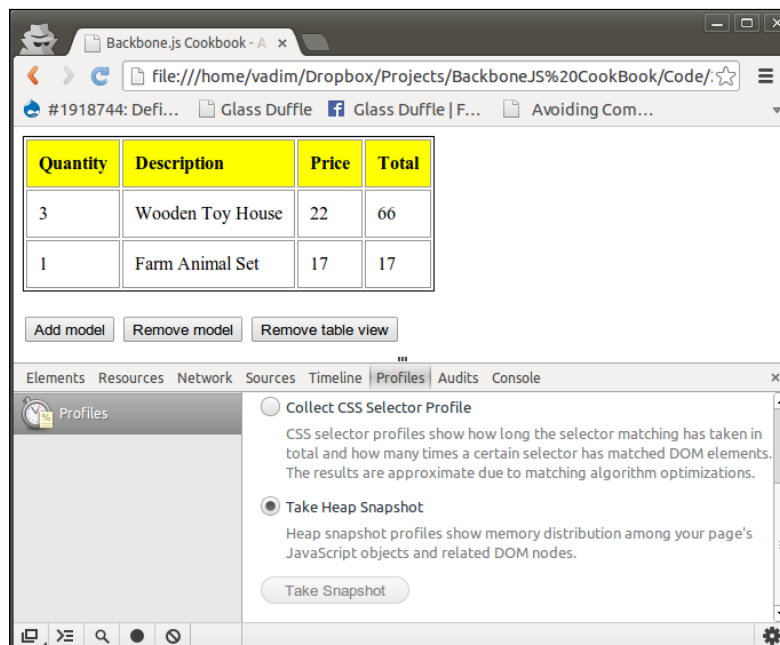 Backbone.js Cookbook - A
file:///home/vadim/Dropbox/Projects/BackboneJS%20CookBook/Code/
#1918744: Defi... Glass Duffle Glass Duffle | F... Avoiding Com...
Quantity Description Price Total
3 Wooden Toy House 22 66
1 Farm Animal Set 17 17
Add model Remove model Remove table view
Elements Resources Network Sources Timeline Profiles Audits Console
Profiles
Collect CSS Selector Profile
CSS selector profiles show how long the selector matching has taken in
total and how many times a certain selector has matched DOM elements.
The results are approximate due to matching algorithm optimizations.
Take Heap Snapshot
Heap snapshot profiles show memory distribution among your page's
JavaScript objects and related DOM nodes.
Take Snapshot